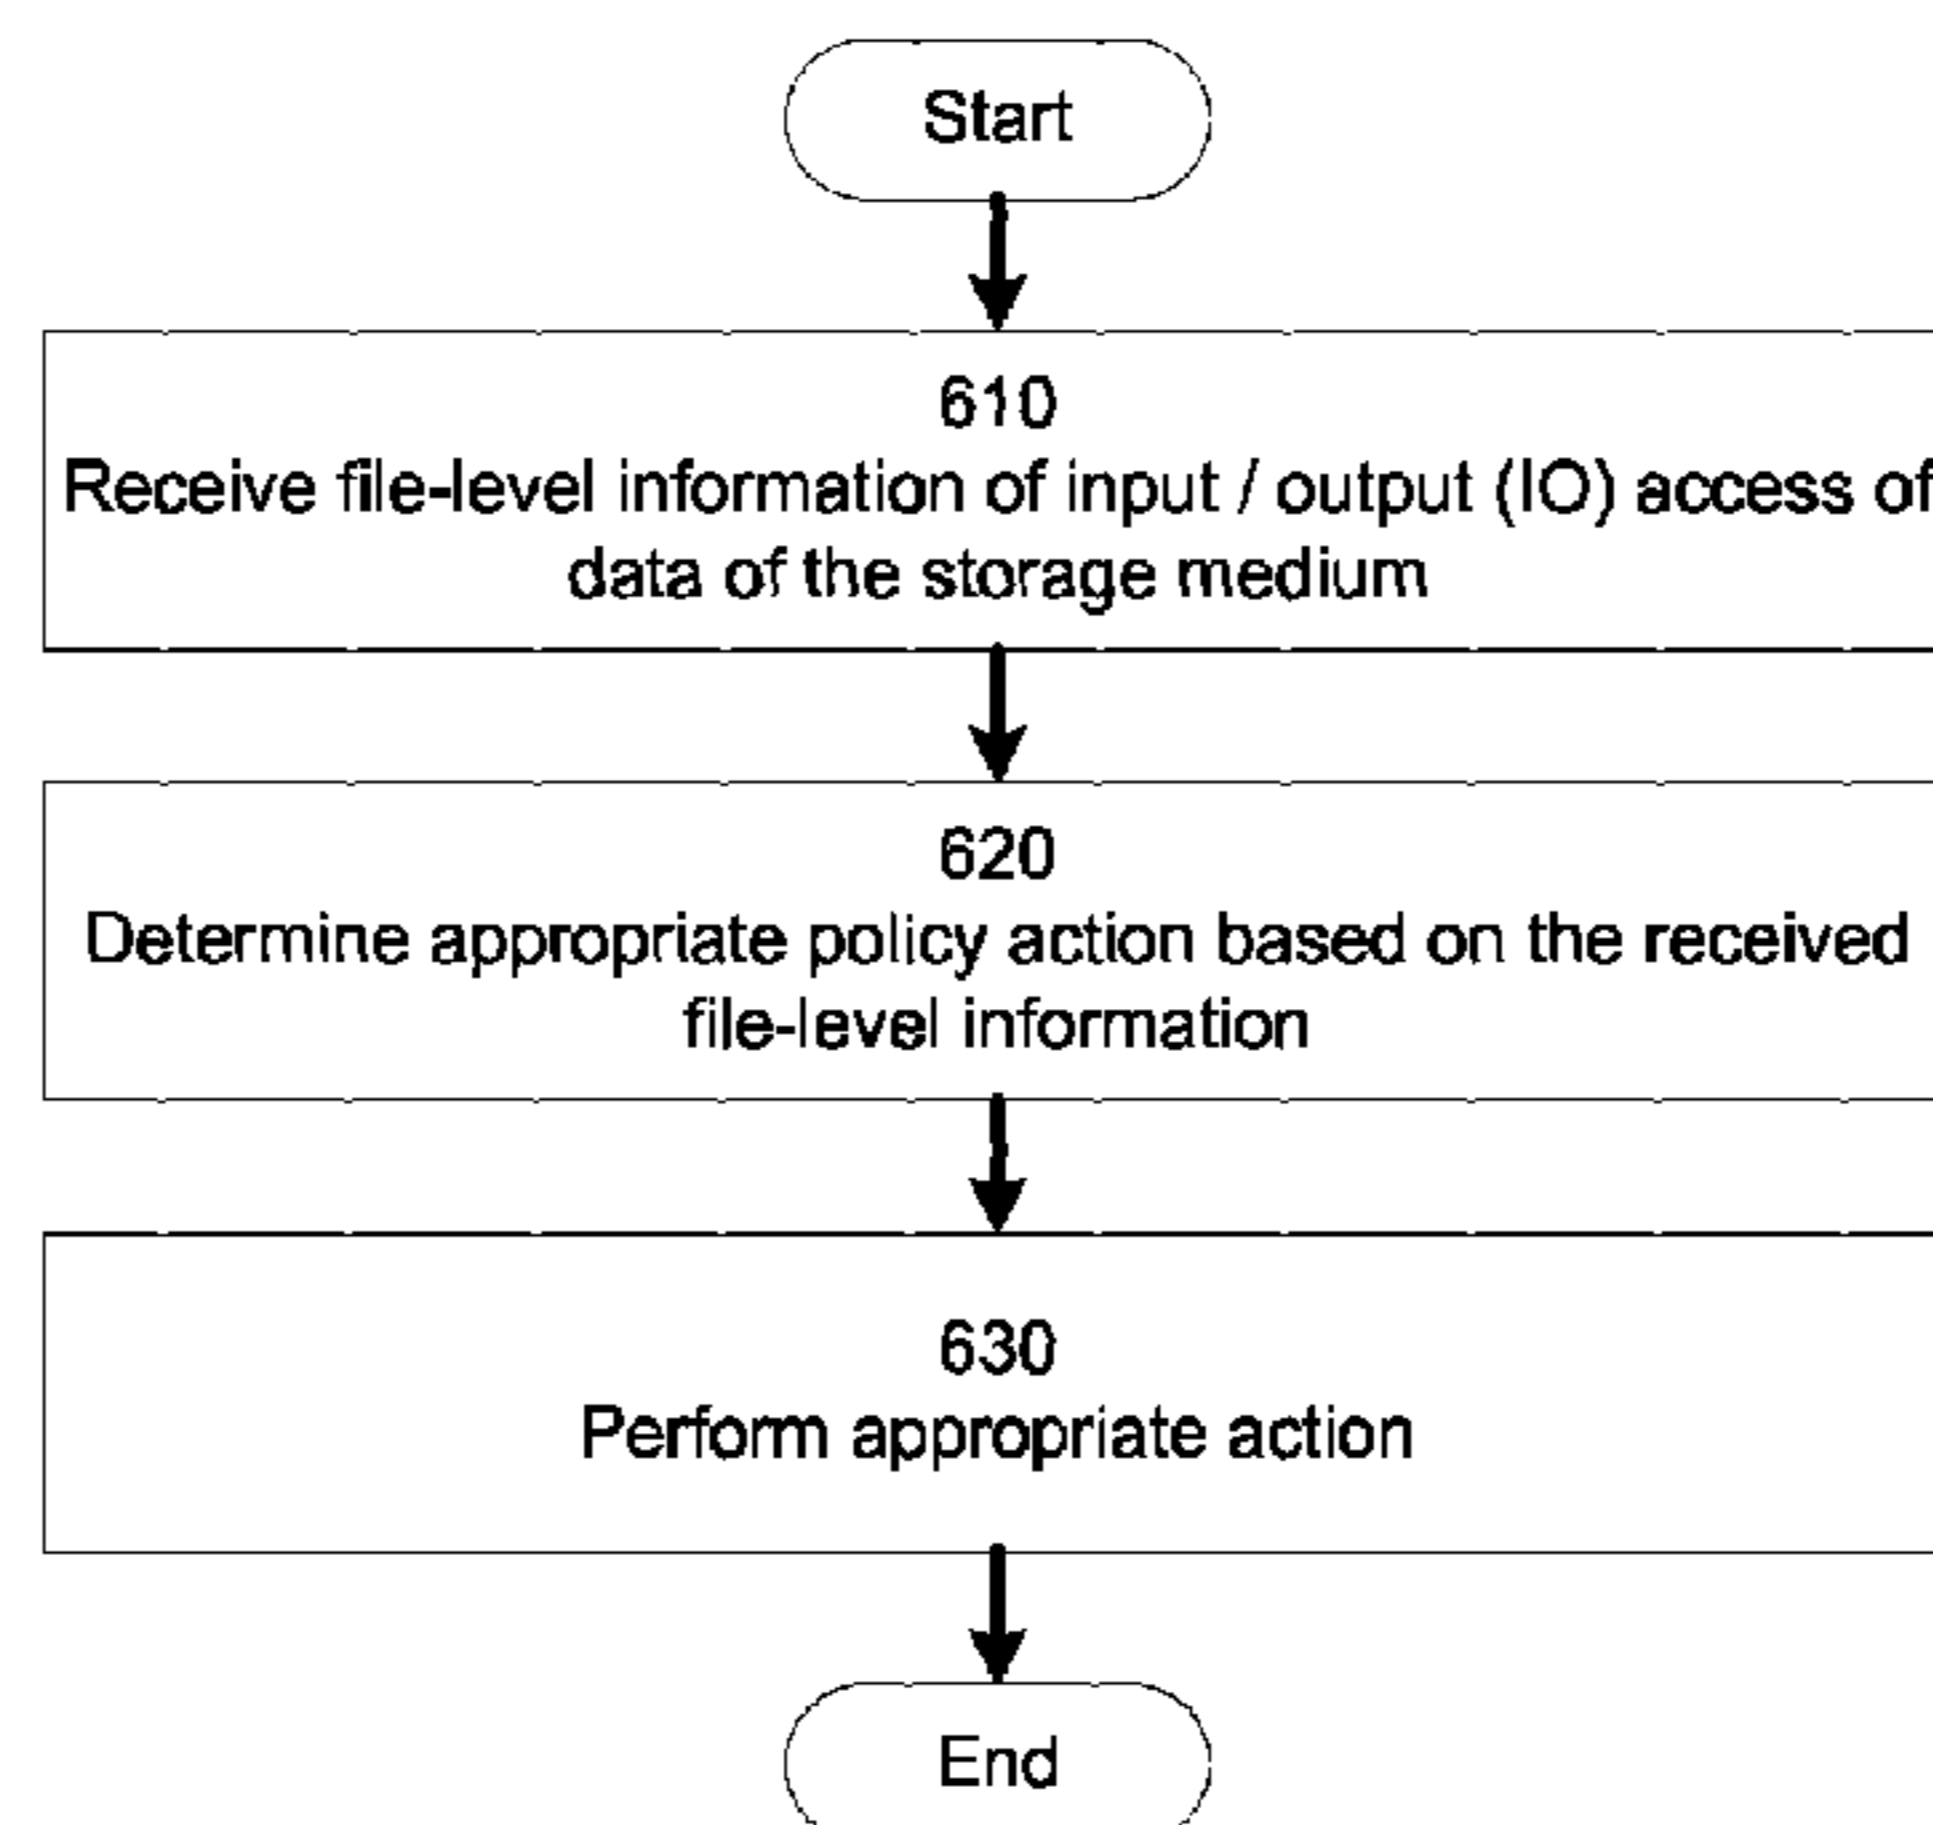 Start
610
Receive file-level information of input / output (IO) access of
data of the storage medium
620
Determine appropriate policy action based on the received
file-level information
630
Perform appropriate action
End